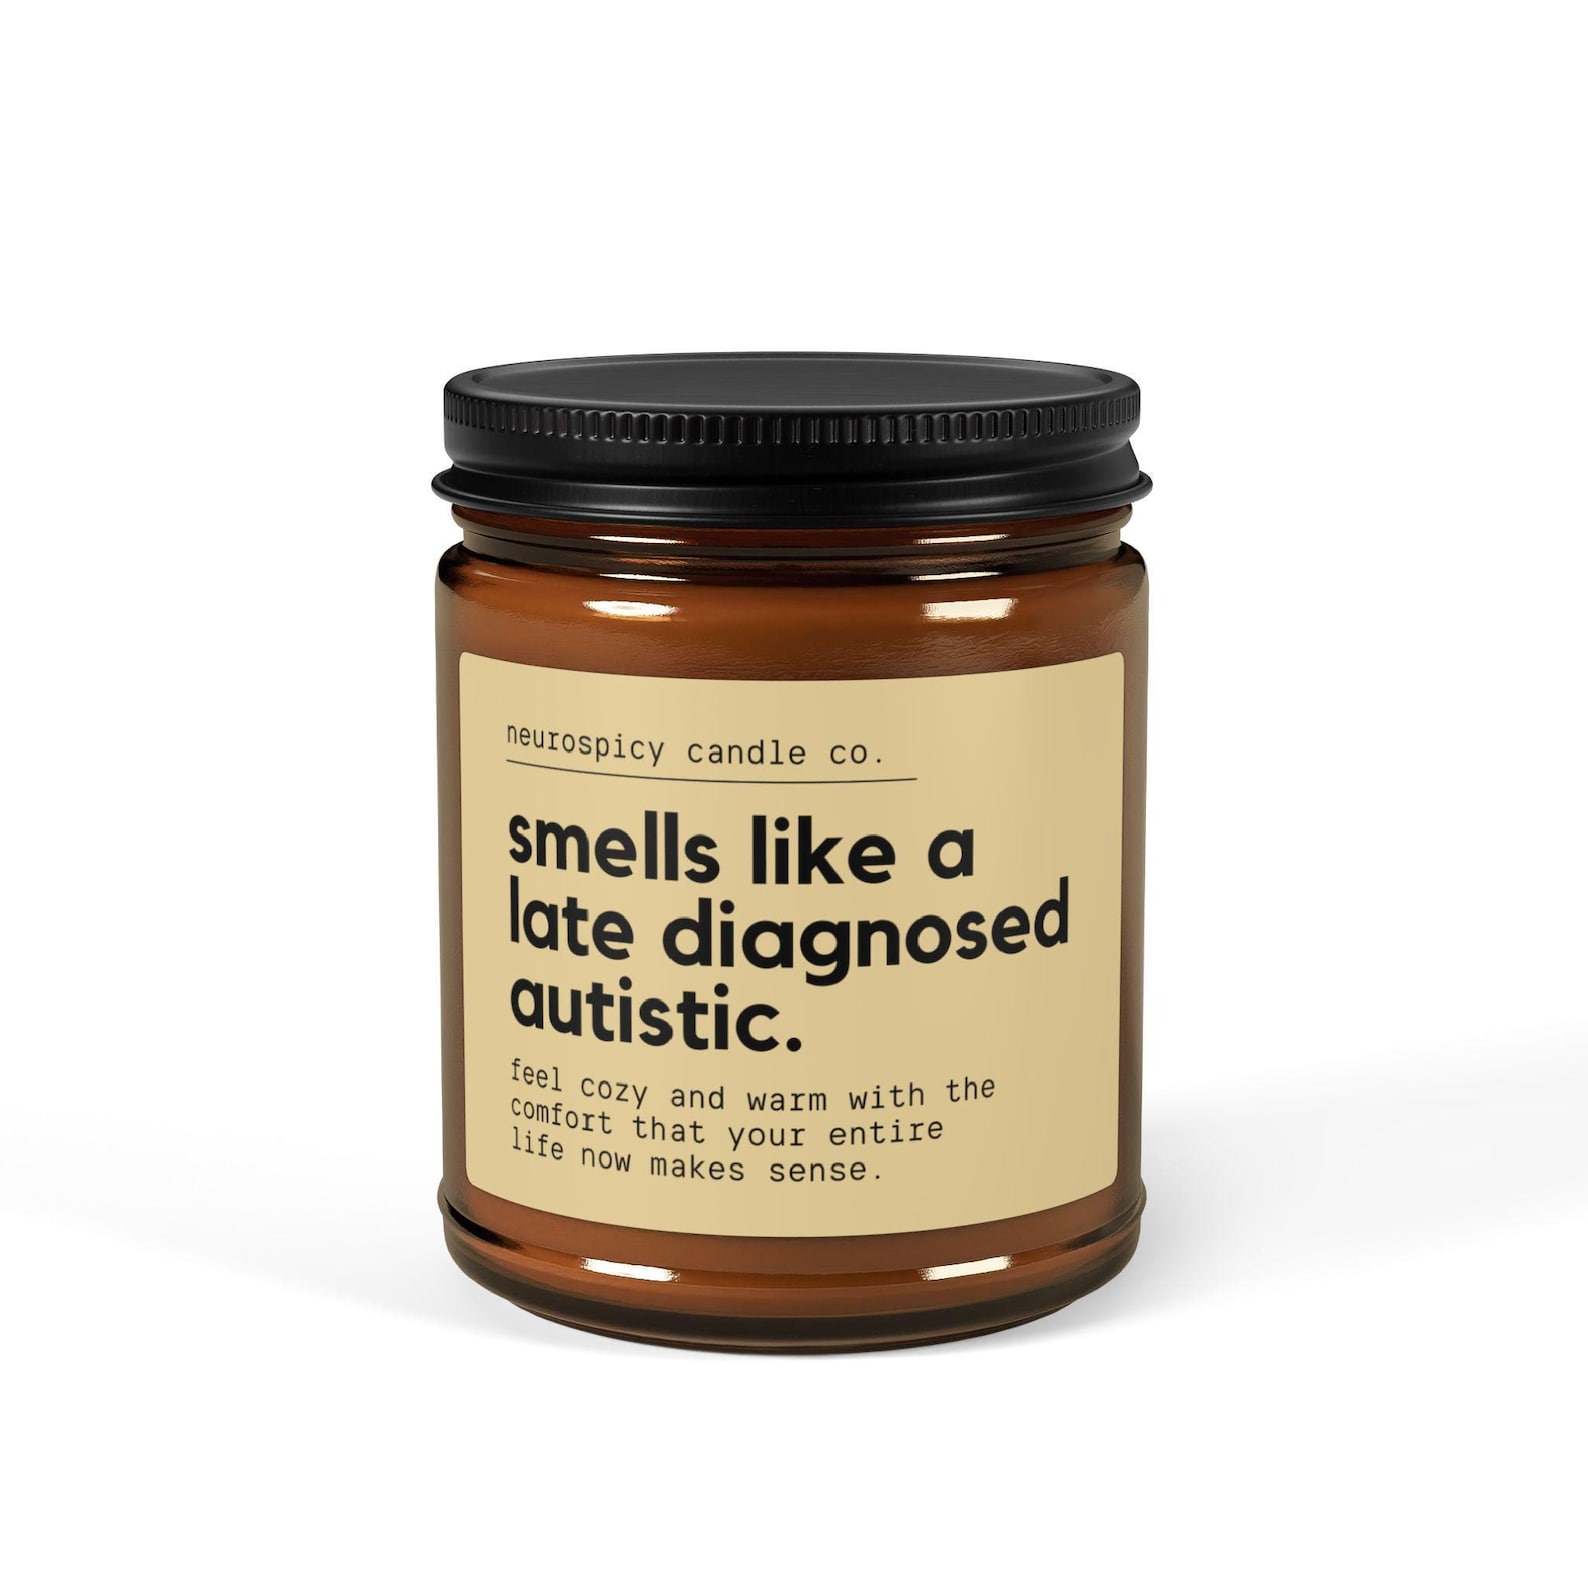 neurospicy candle co.
smells like a
late diagnosed
autistic.
feel cozy and warm with the
comfort that your entire
life now makes sense.